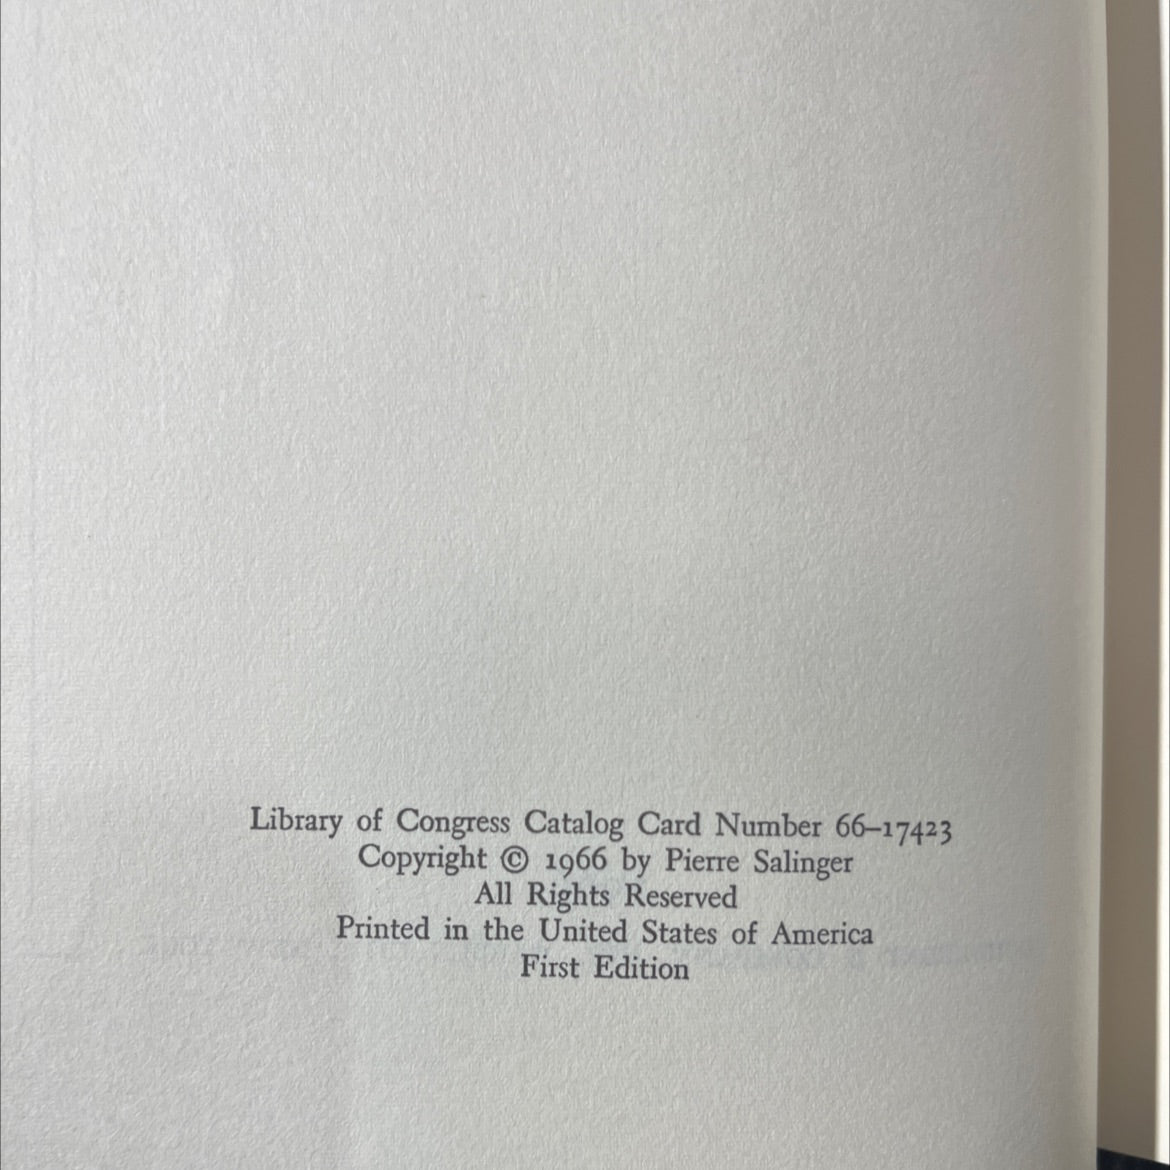 Library of Congress Catalog Card Number 66–17423
Copyright © 1966 by Pierre Salinger
All Rights Reserved
Printed in the United States of America
First Edition